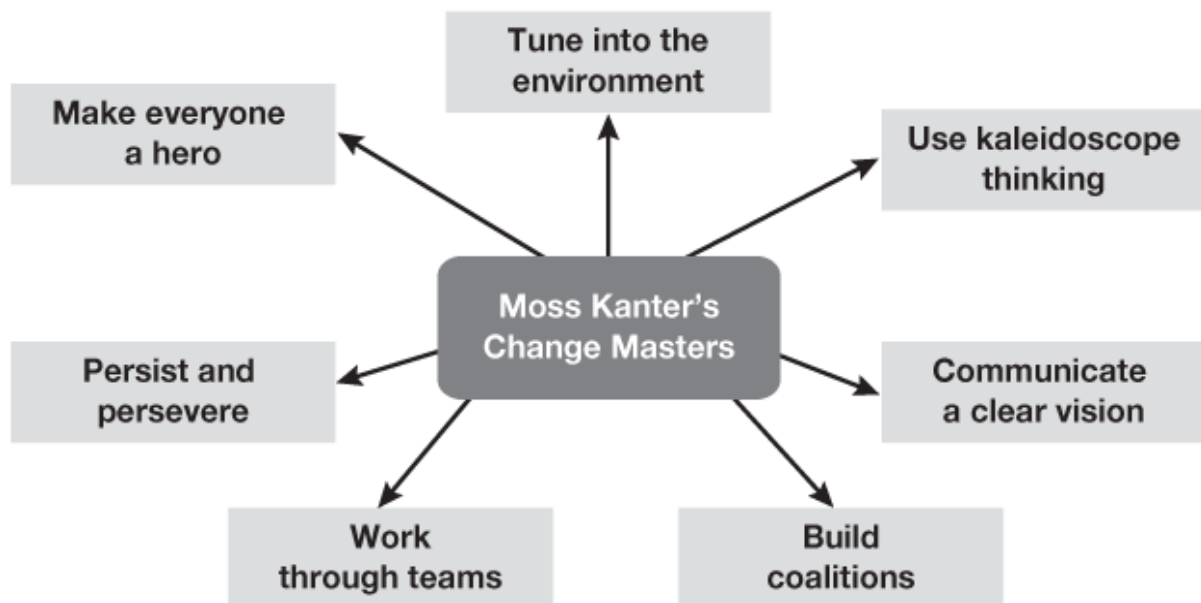 Tune into the
environment
Make everyone
a hero
Use kaleidoscope
thinking
Moss Kanter’s
Change Masters
Persist and
persevere
Communicate
a clear vision
Work
through teams
Build
coalitions